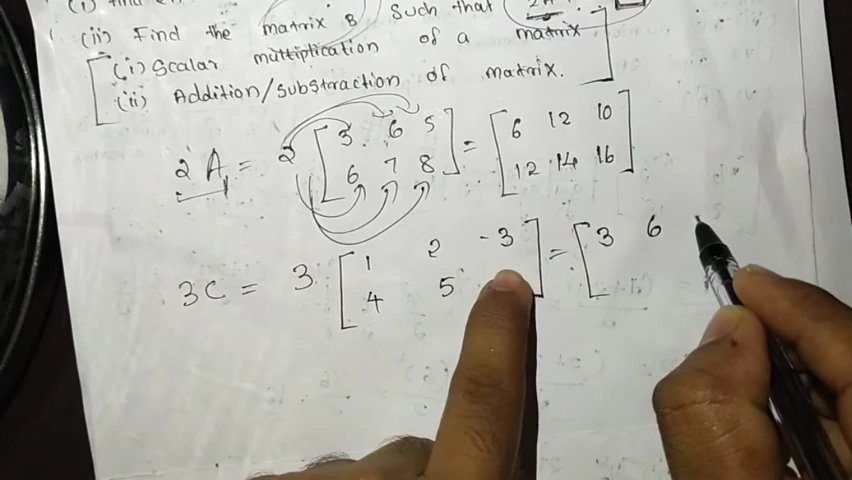 (i) find
(ii) Find the matrix B such that 2A
(i) Scalar multiplication of a matrix
(ii) Addition/substraction of matrix.
2A = 2 [3 6 5 = [6 12 10
6 7 8] 12 14 16]
3C = 3 [1 2 -3 = [3 6
4 5 ]